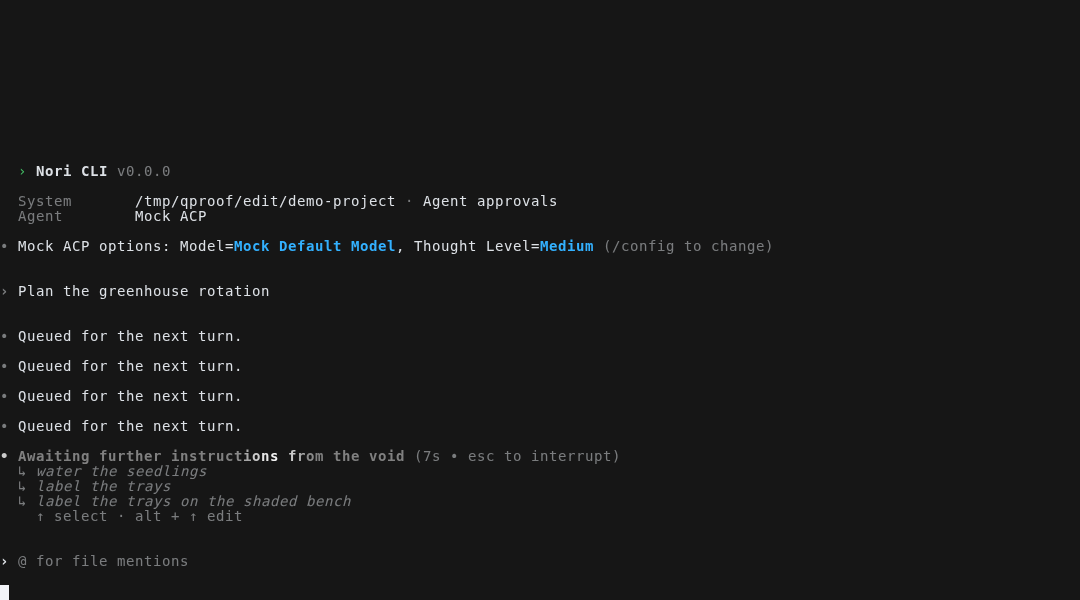 › Nori CLI v0.0.0
System /tmp/qproof/edit/demo-project · Agent approvals
Agent Mock ACP
• Mock ACP options: Model=Mock Default Model, Thought Level=Medium (/config to change)
› Plan the greenhouse rotation
• Queued for the next turn.
• Queued for the next turn.
• Queued for the next turn.
• Queued for the next turn.
• Awaiting further instructions from the void (7s • esc to interrupt)
↳ water the seedlings
↳ label the trays
↳ label the trays on the shaded bench
↑ select · alt + ↑ edit
› @ for file mentions